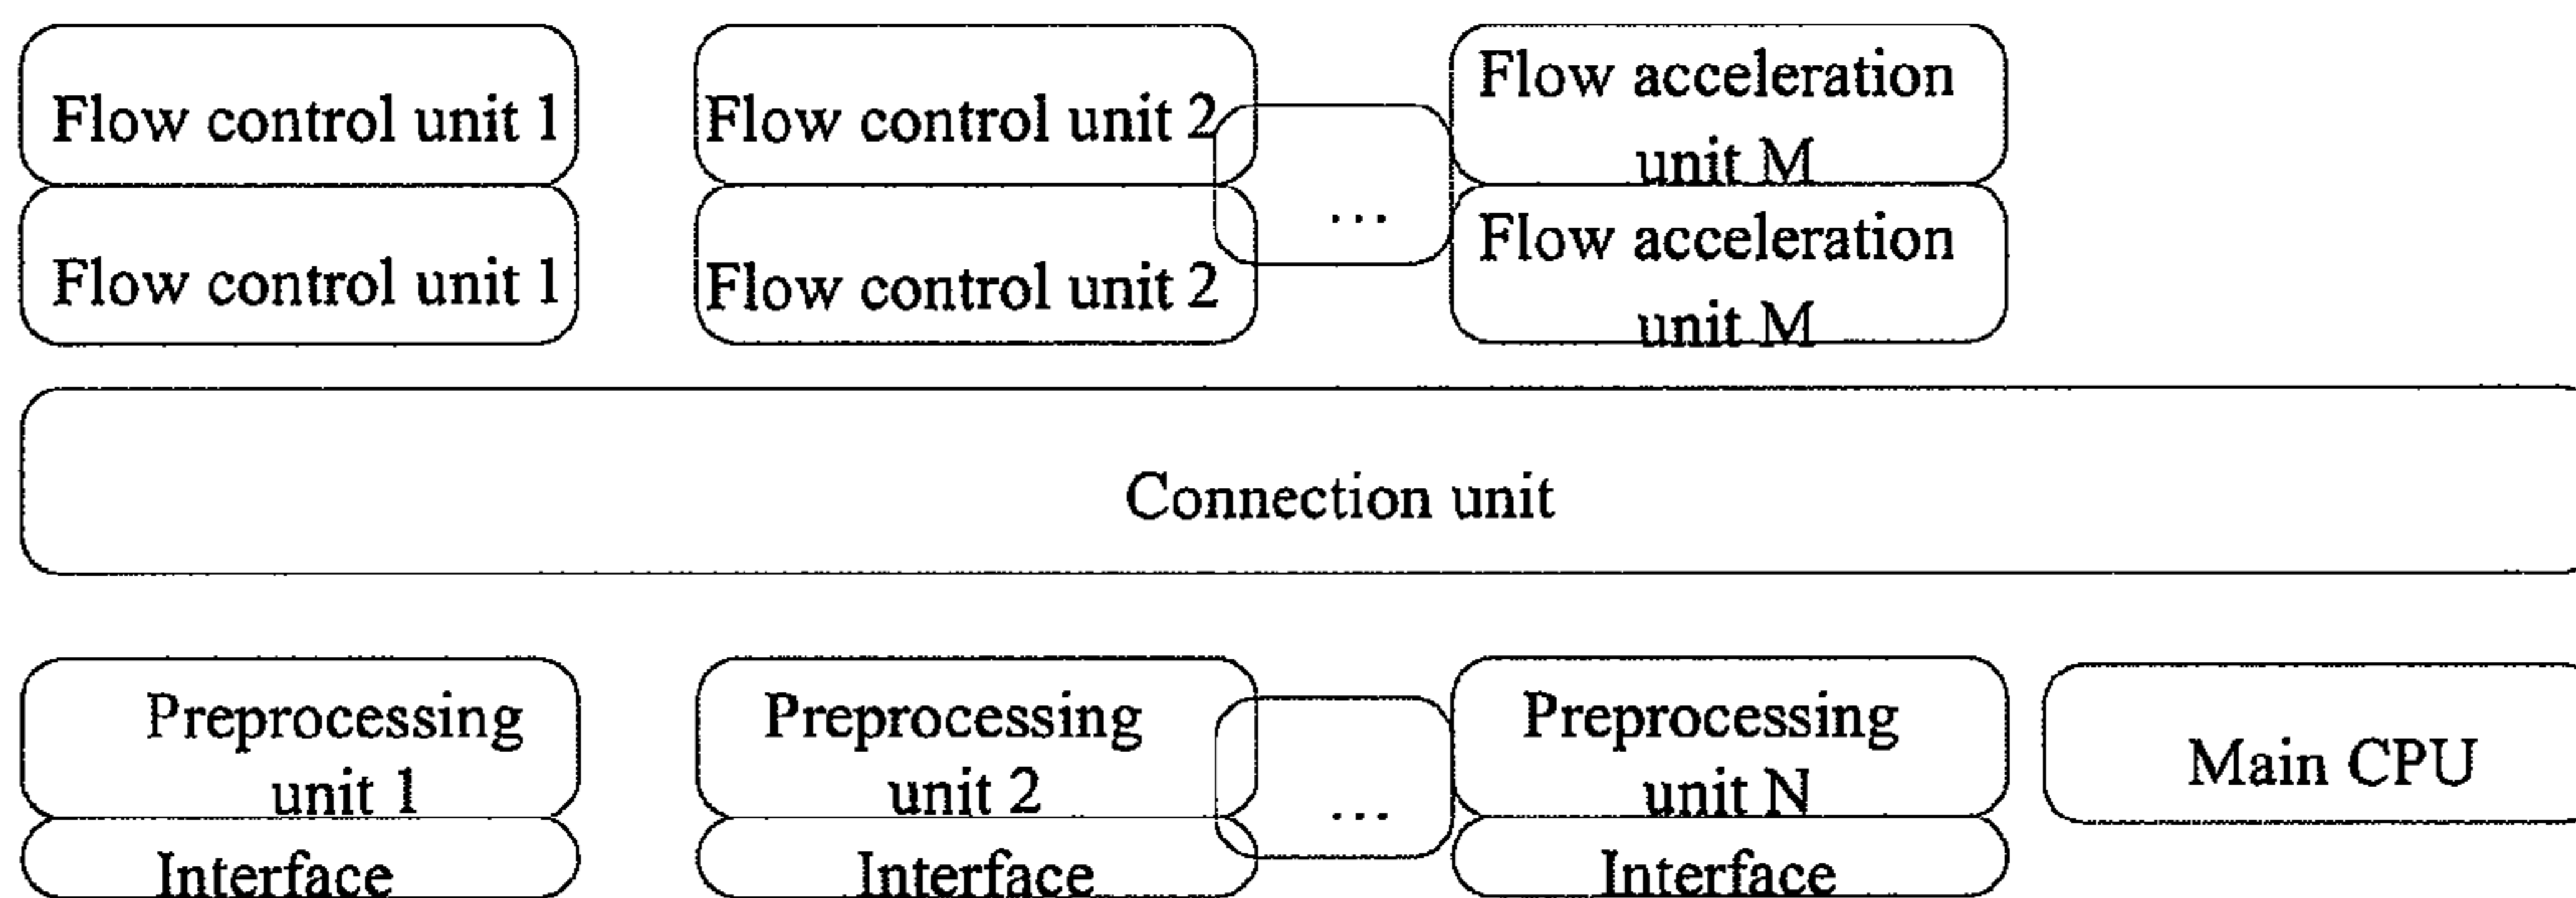 Flow control unit 1
Flow control unit 2
Flow acceleration
unit M
Flow control unit 1
Flow control unit 2
...
Flow acceleration
unit M
Connection unit
Preprocessing
unit 1
Preprocessing
unit 2
...
Preprocessing
unit N
Main CPU
Interface
Interface
Interface